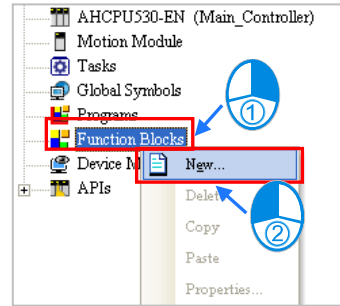 AHCPU530-EN (Main_Controller)
Motion Module
Tasks
Global Symbols
Programs
①
Function Blocks
Device M
New...
APIs
Delet
Copy
②
Paste
Properties...